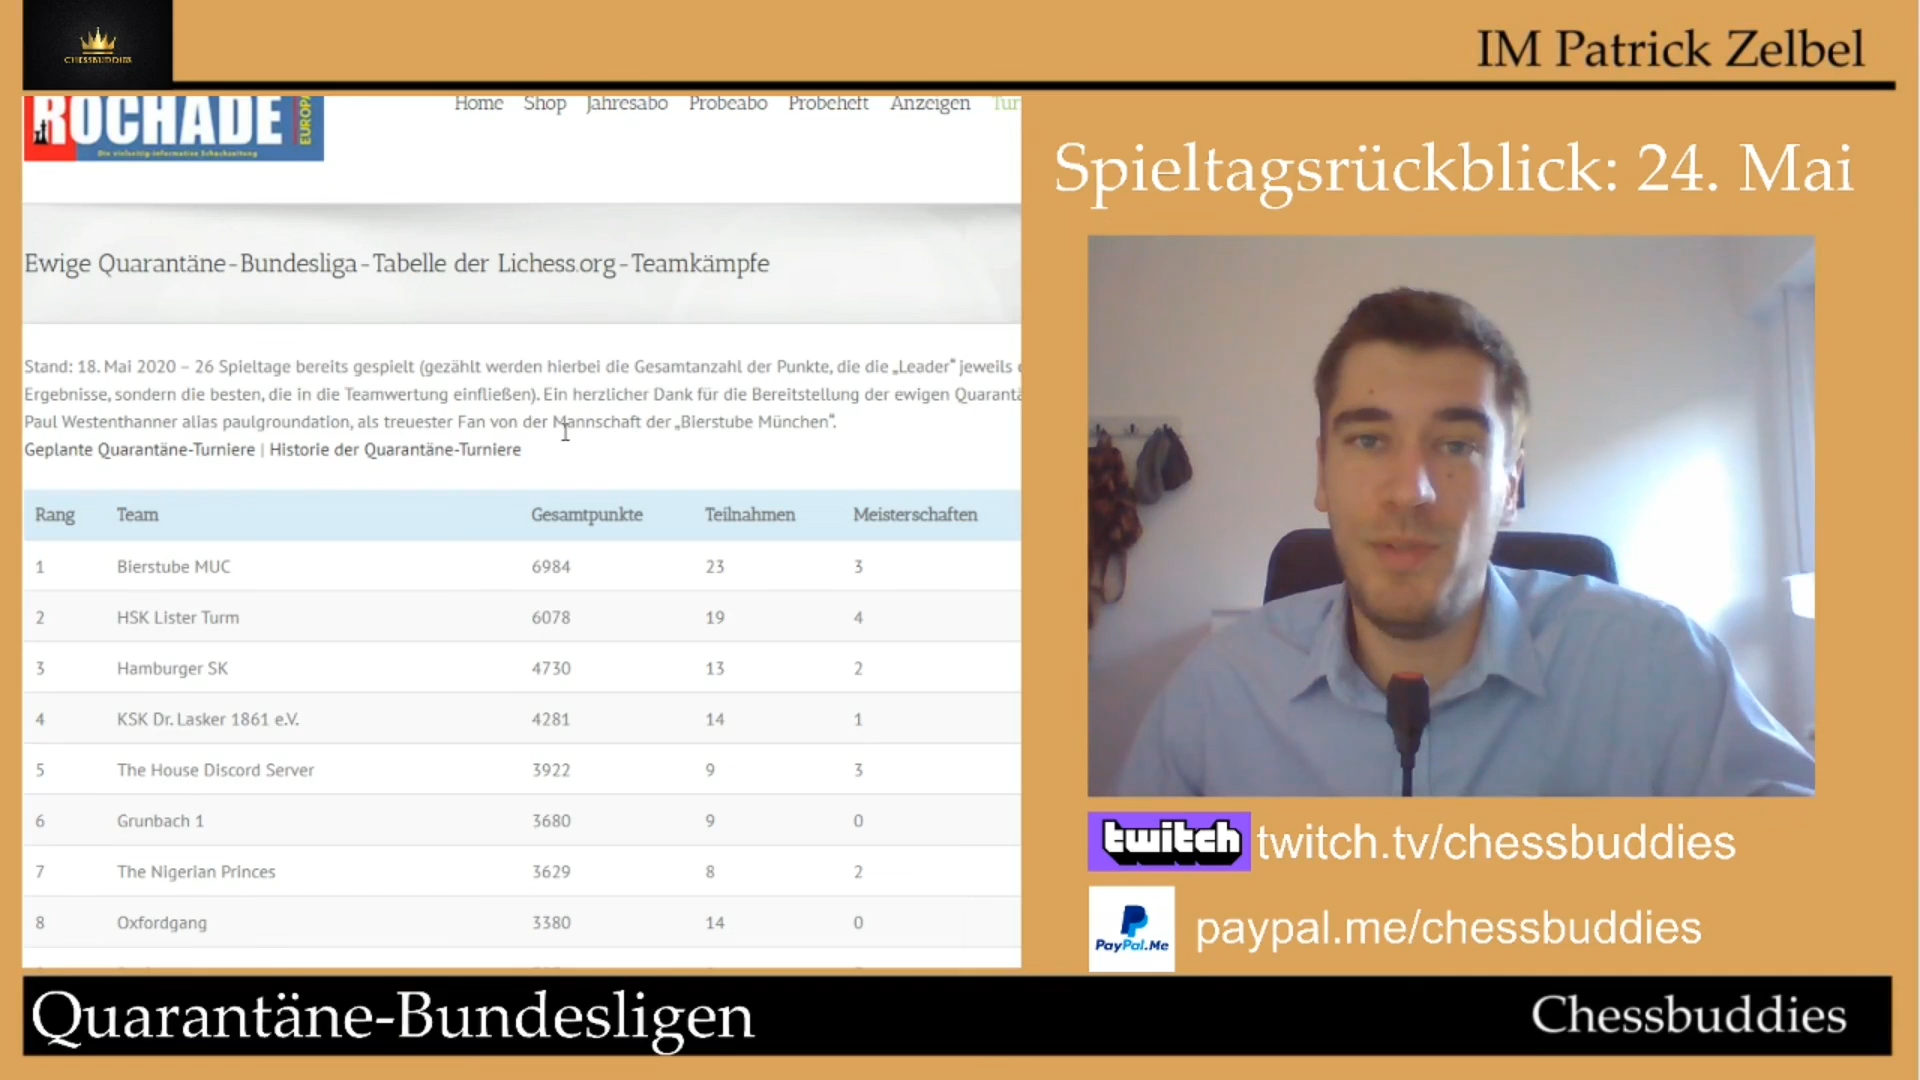 CHESSBUDDIES
IM Patrick Zelbel
ROCHADE EUROPA
Die vielseitig-informative Schachzeitung
Home Shop Jahresabo Probeabo Probeheft Anzeigen Tur
Spieltagsrückblick: 24. Mai
Ewige Quarantäne-Bundesliga-Tabelle der Lichess.org-Teamkämpfe
Stand: 18. Mai 2020 – 26 Spieltage bereits gespielt (gezählt werden hierbei die Gesamtanzahl der Punkte, die die „Leader“ jeweils
Ergebnisse, sondern die besten, die in die Teamwertung einfließen). Ein herzlicher Dank für die Bereitstellung der ewigen Quarantä
Paul Westenthanner alias paulgroundation, als treuester Fan von der Mannschaft der „Bierstube München“.
Geplante Quarantäne-Turniere | Historie der Quarantäne-Turniere
Rang Team Gesamtpunkte Teilnahmen Meisterschaften
1 Bierstube MUC 6984 23 3
2 HSK Lister Turm 6078 19 4
3 Hamburger SK 4730 13 2
4 KSK Dr. Lasker 1861 e.V. 4281 14 1
5 The House Discord Server 3922 9 3
6 Grunbach 1 3680 9 0
7 The Nigerian Princes 3629 8 2
8 Oxfordgang 3380 14 0
twitch twitch.tv/chessbuddies
PayPal.Me paypal.me/chessbuddies
Quarantäne-Bundesligen
Chessbuddies